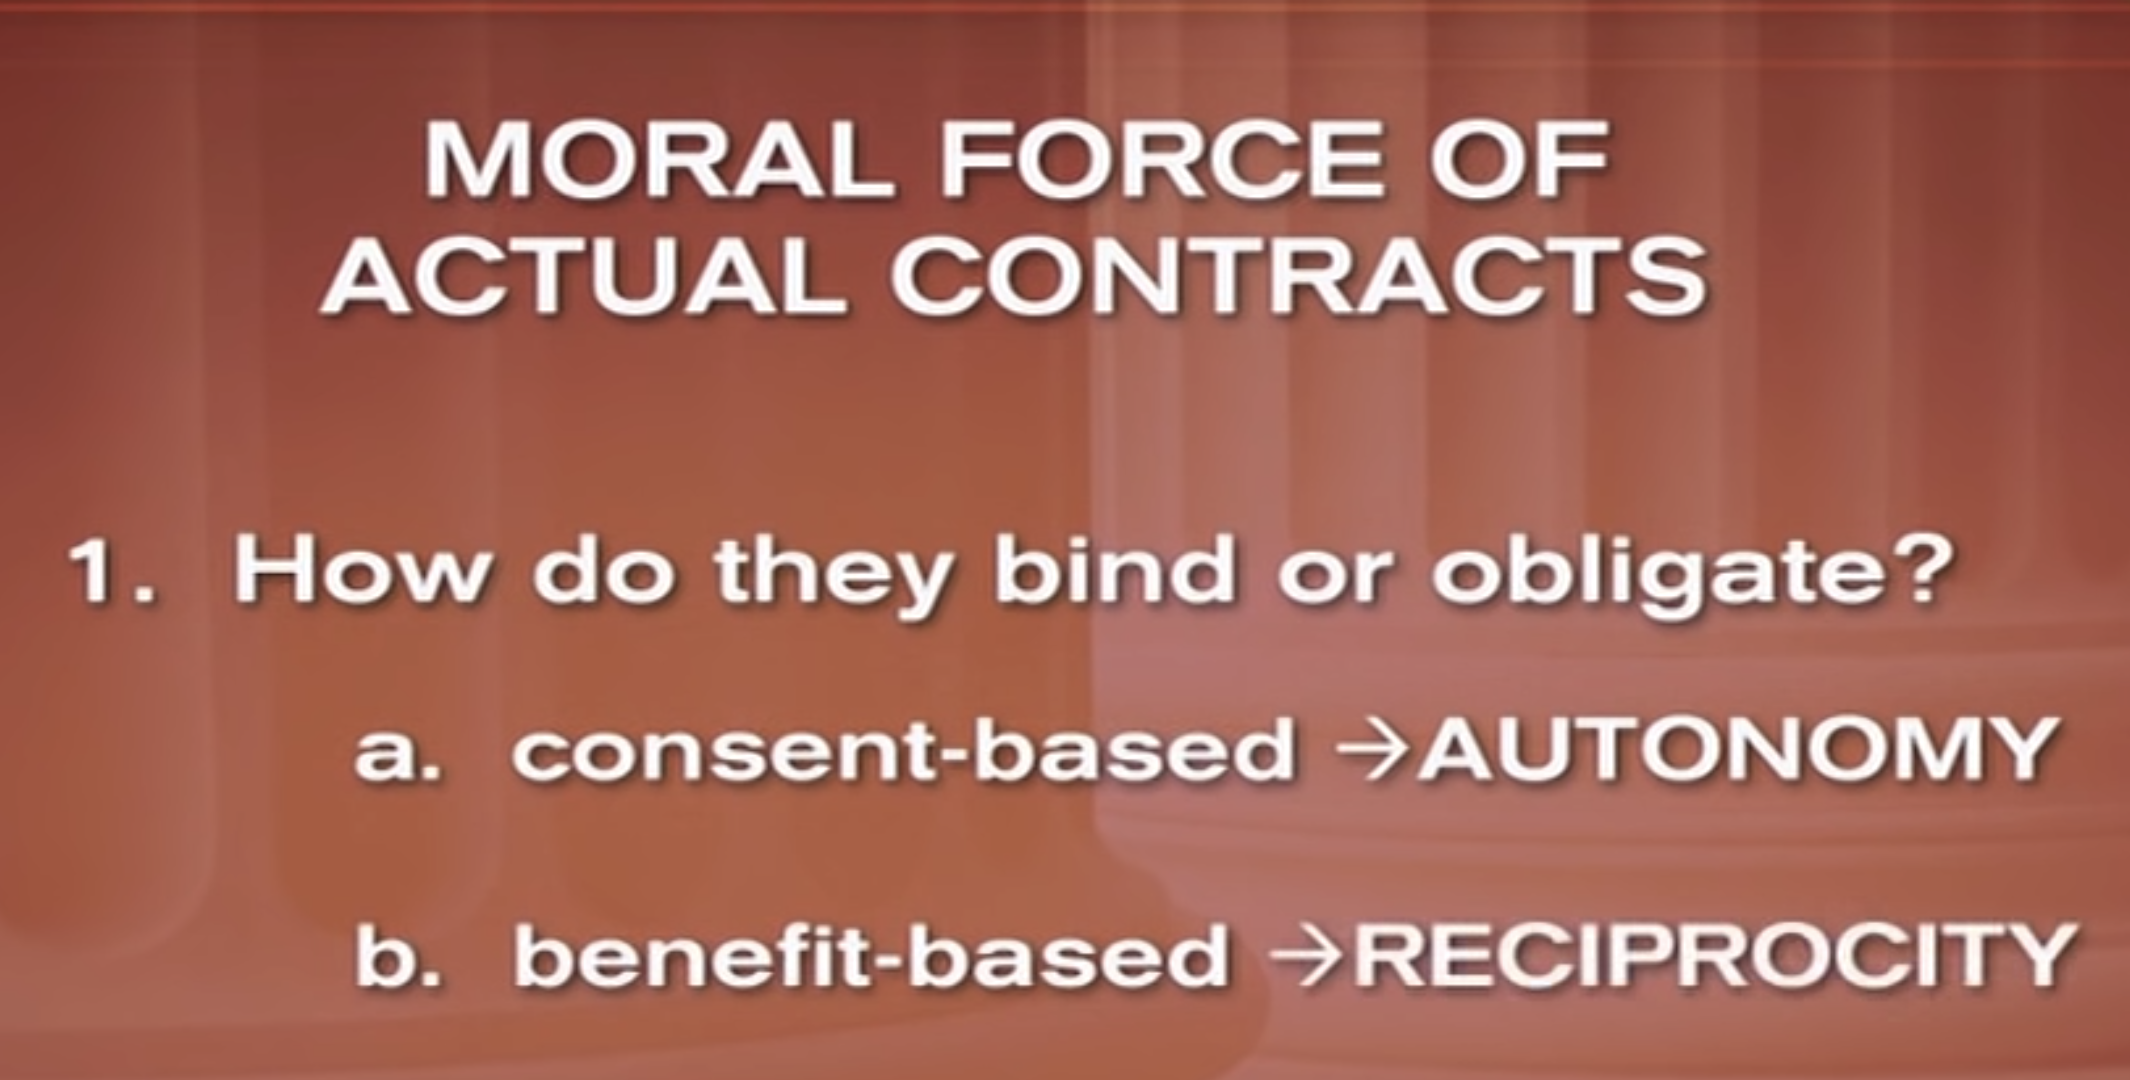 MORAL FORCE OF
ACTUAL CONTRACTS
1. How do they bind or obligate?
a. consent-based →AUTONOMY
b. benefit-based →RECIPROCITY